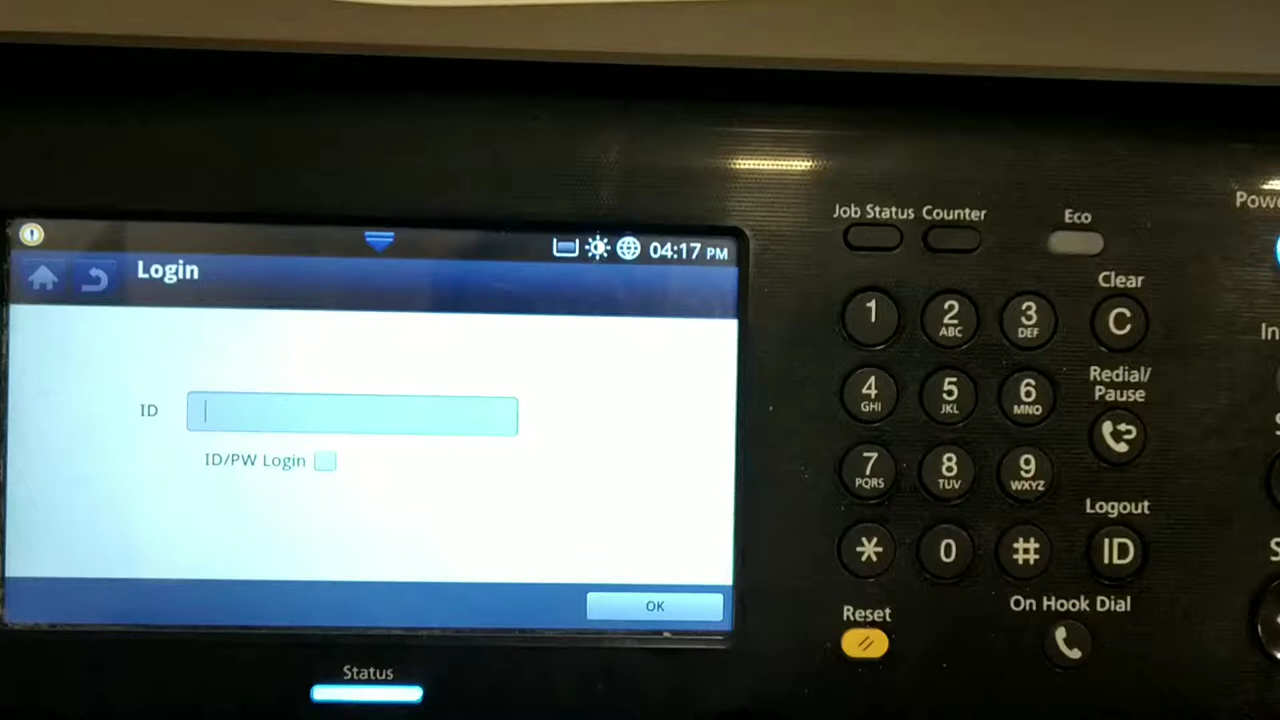 04:17 PM
Login
ID
ID/PW Login
OK
Status
Job Status Counter
Eco
Clear
1
2 ABC
3 DEF
C
Redial/
Pause
4 GHI
5 JKL
6 MNO
7 PQRS
8 TUV
9 WXYZ
Logout
*
0
#
ID
Reset
On Hook Dial